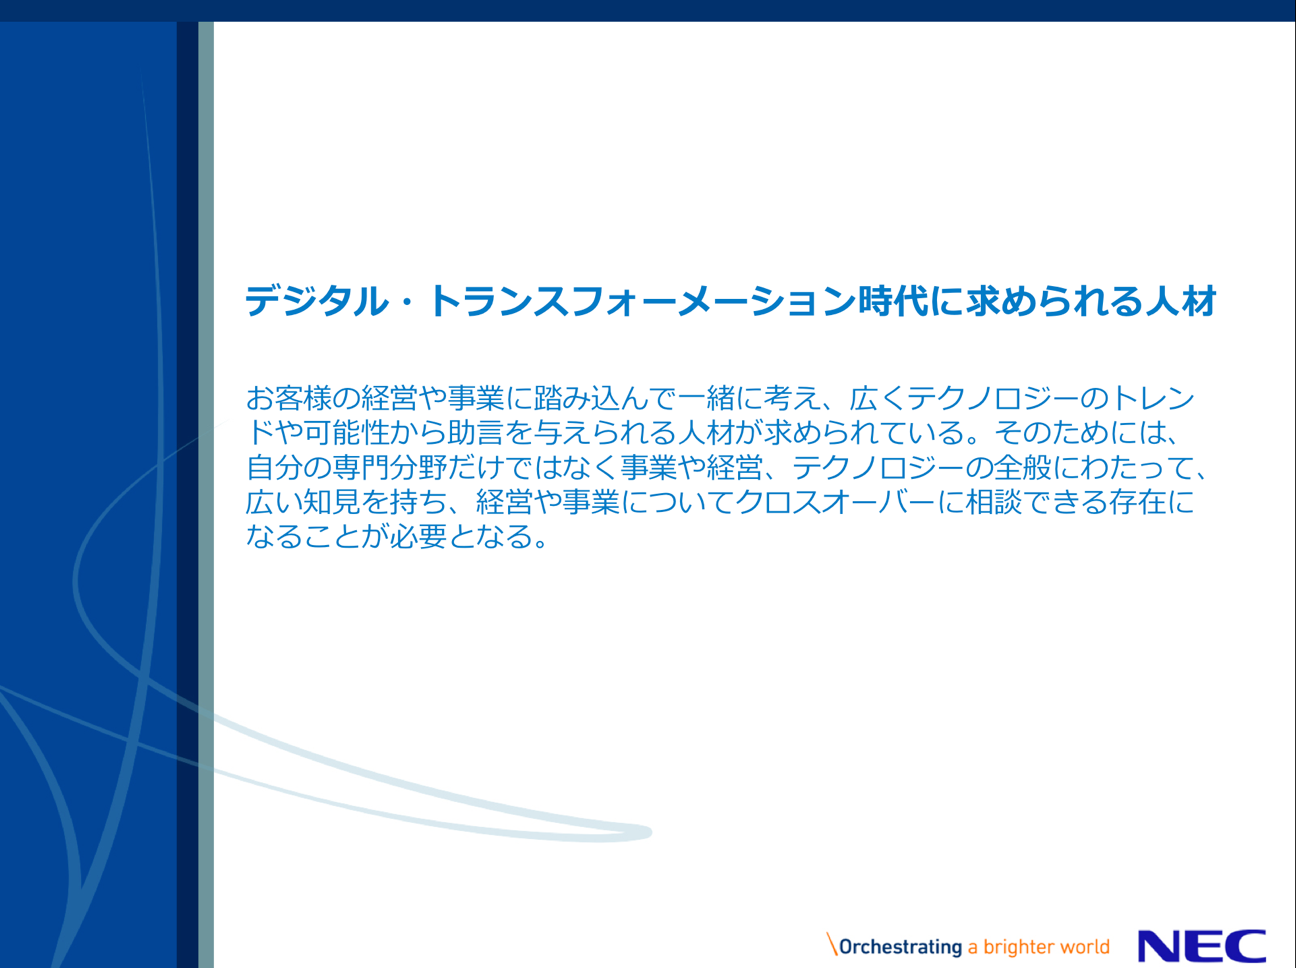 デジタル・トランスフォーメーション時代に求められる人材
お客様の経営や事業に踏み込んで一緒に考え、広くテクノロジーのトレン
ドや可能性から助言を与えられる人材が求められている。そのためには、
自分の専門分野だけではなく事業や経営、テクノロジーの全般にわたって、
広い知見を持ち、経営や事業についてクロスオーバーに相談できる存在に
なることが必要となる。
\Orchestrating a brighter world NEC